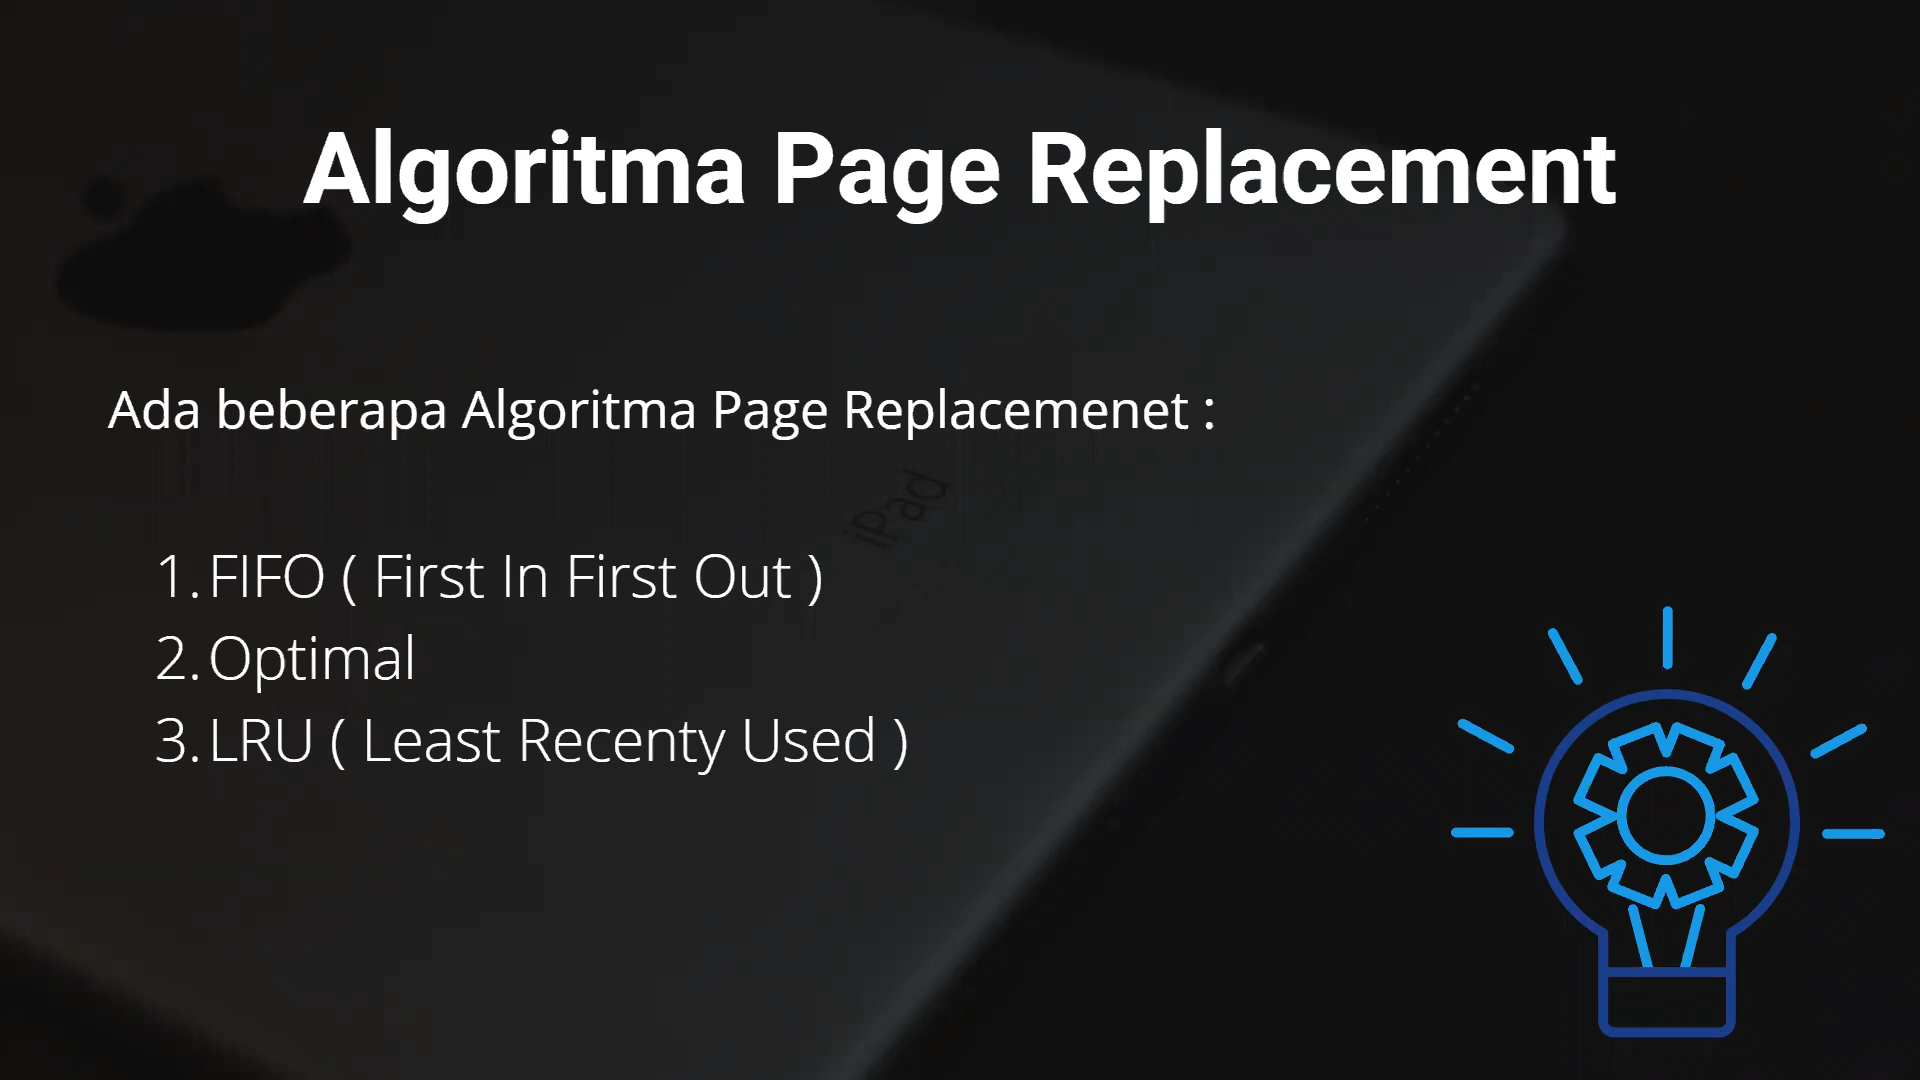 Algoritma Page Replacement
Ada beberapa Algoritma Page Replacemenet :
iPad
1. FIFO ( First In First Out )
2. Optimal
3. LRU ( Least Recenty Used )